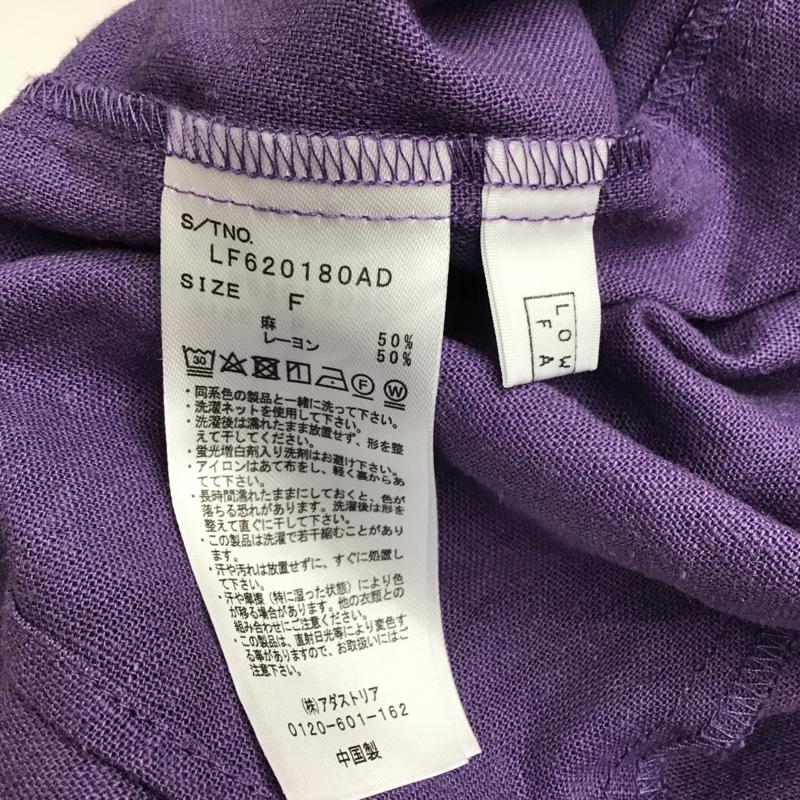 S/TNO.
LF620180AD
SIZE F
麻 50%
レーヨン 50%
30
F
W
・同系色の製品と一緒に洗って下さい。
・洗濯ネットを使用して下さい。
・洗濯後は濡れたまま放置せず、形を整
えて干してください。
・蛍光増白剤入り洗剤はお避け下さい。
・アイロンはあて布をし、軽く裏からあ
てて下さい。
・長時間濡れたままにしておくと、色が
落ちる恐れがあります。洗濯後は形を
整えて直ぐに干して下さい。
・この製品は洗濯で若干縮むことがあり
ます。
・汗や汚れは放置せずに、すぐに処置し
て下さい。
・汗や摩擦（特に湿った状態）により色
が移る場合があります。他の衣類との
組み合わせにご注意ください。
・この製品は、直射日光等により変色す
る事がありますので、お取扱いにはご
注意下さい。
㈱アダストリア
0120-601-162
中国製
LOW
FA